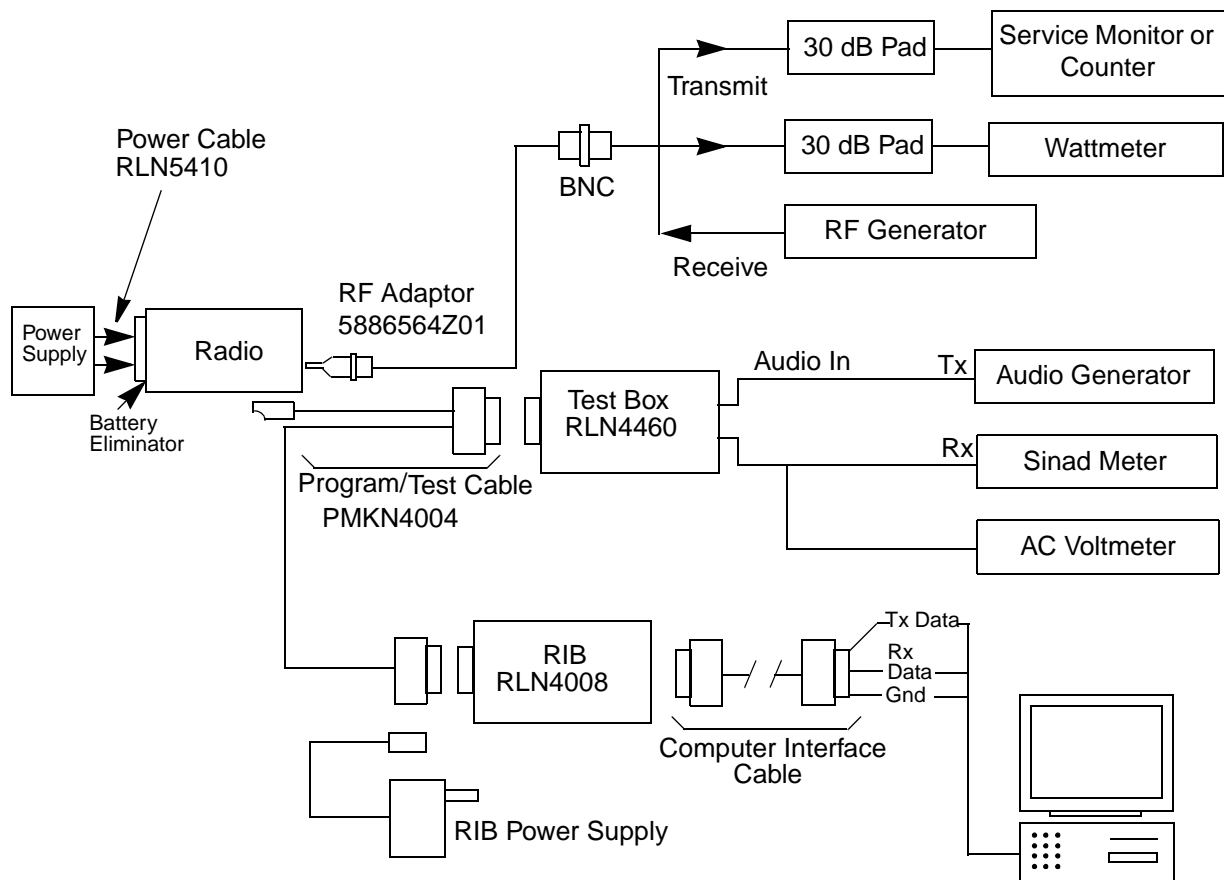 30 dB Pad
Service Monitor or
Counter
Transmit
Power Cable
RLN5410
30 dB Pad
Wattmeter
BNC
RF Generator
Receive
RF Adaptor
5886564Z01
Power
Supply
Radio
Battery
Eliminator
Audio In
Tx
Audio Generator
Test Box
RLN4460
Rx
Sinad Meter
Program/Test Cable
PMKN4004
AC Voltmeter
Tx Data
RIB
RLN4008
Rx
Data
Gnd
Computer Interface
Cable
RIB Power Supply